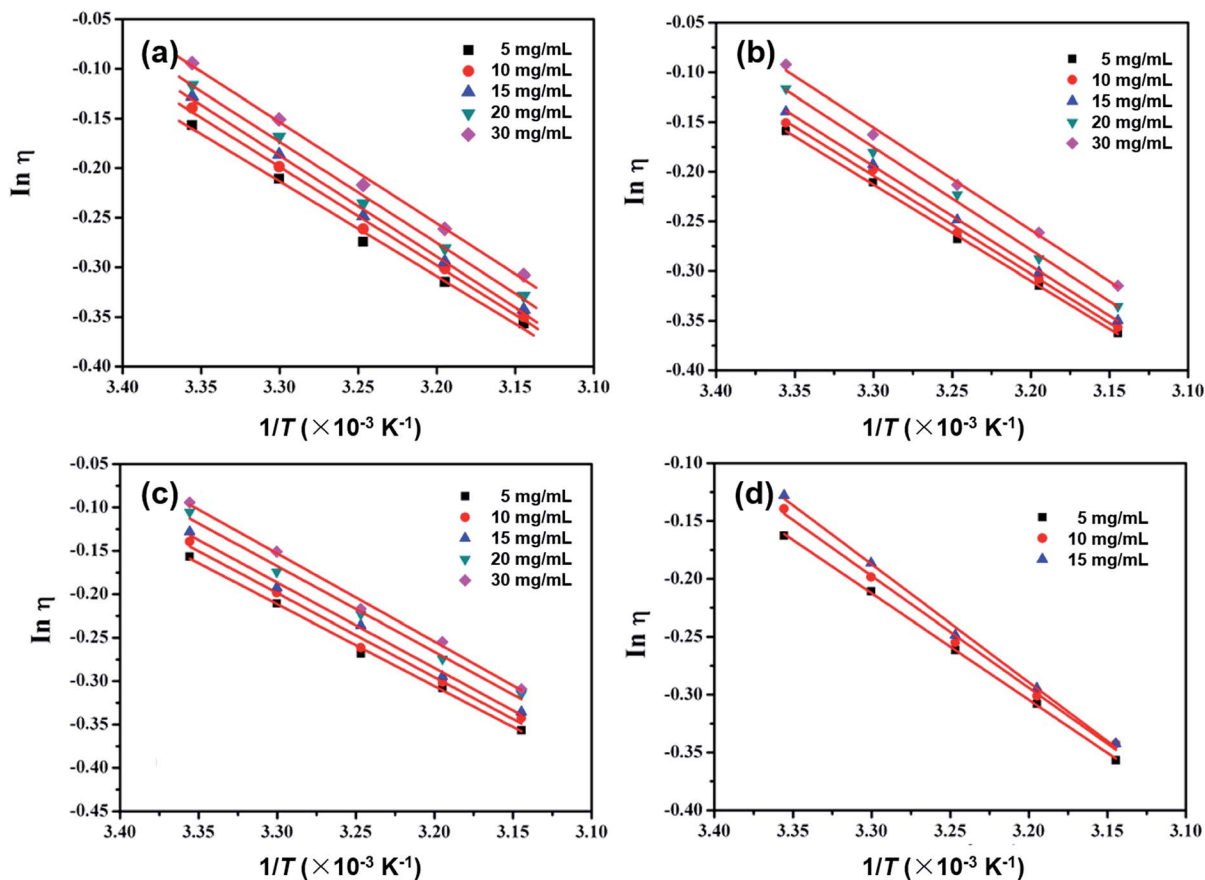 (a)
5 mg/mL
10 mg/mL
15 mg/mL
20 mg/mL
30 mg/mL
-0.05
-0.10
-0.15
-0.20
-0.25
-0.30
-0.35
-0.40
In η
3.40 3.35 3.30 3.25 3.20 3.15 3.10
1/T (×10⁻³ K⁻¹)
(b)
5 mg/mL
10 mg/mL
15 mg/mL
20 mg/mL
30 mg/mL
-0.05
-0.10
-0.15
-0.20
-0.25
-0.30
-0.35
-0.40
In η
3.40 3.35 3.30 3.25 3.20 3.15 3.10
1/T (×10⁻³ K⁻¹)
(c)
5 mg/mL
10 mg/mL
15 mg/mL
20 mg/mL
30 mg/mL
-0.05
-0.10
-0.15
-0.20
-0.25
-0.30
-0.35
-0.40
-0.45
In η
3.40 3.35 3.30 3.25 3.20 3.15 3.10
1/T (×10⁻³ K⁻¹)
(d)
5 mg/mL
10 mg/mL
15 mg/mL
-0.10
-0.15
-0.20
-0.25
-0.30
-0.35
-0.40
In η
3.40 3.35 3.30 3.25 3.20 3.15 3.10
1/T (×10⁻³ K⁻¹)